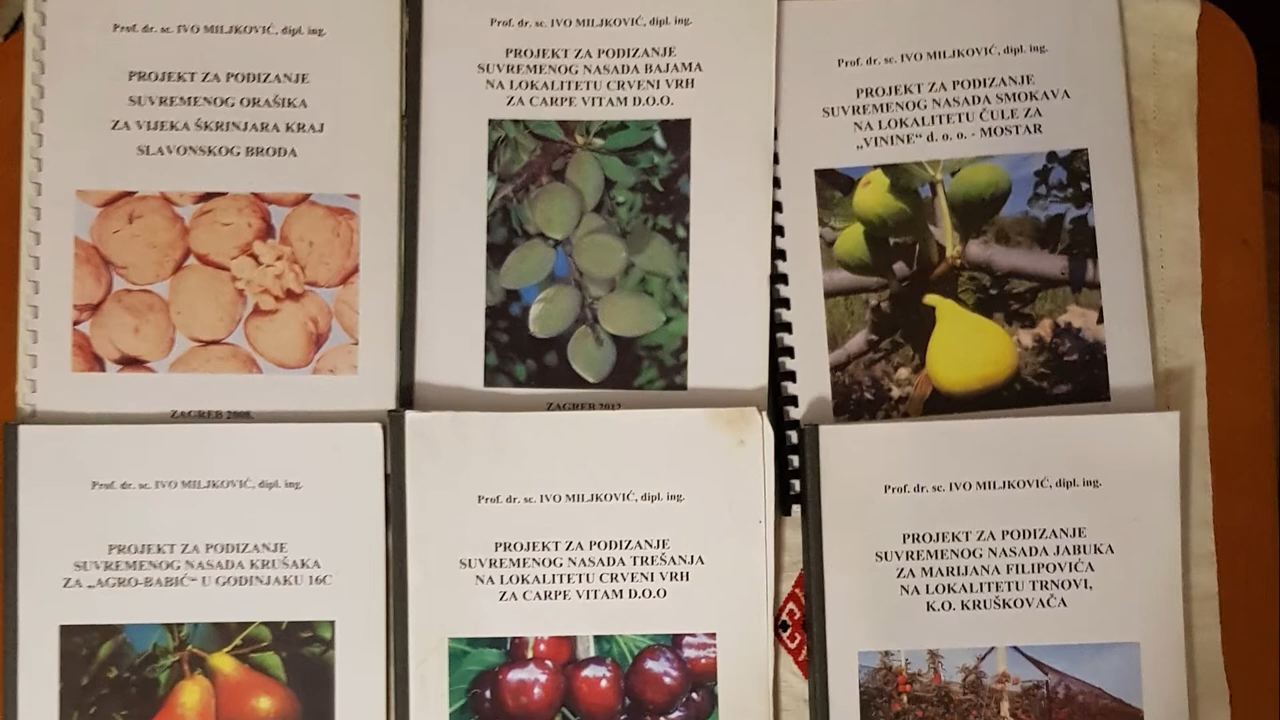 Prof. dr. sc. IVO MILJKOVIĆ, dipl. ing.
PROJEKT ZA PODIZANJE
SUVREMENOG ORAŠIKA
ZA VIJEKA ŠKRINJARA KRAJ
SLAVONSKOG BRODA
ZAGREB 2008.
Prof. dr. sc. IVO MILJKOVIĆ, dipl. ing.
PROJEKT ZA PODIZANJE
SUVREMENOG NASADA BAJAMA
NA LOKALITETU CRVENI VRH
ZA CARPE VITAM D.O.O.
ZAGREB 2012
Prof. dr. sc. IVO MILJKOVIĆ, dipl. ing.
PROJEKT ZA PODIZANJE
SUVREMENOG NASADA SMOKAVA
NA LOKALITETU ČULE ZA
„VININE“ d. o. o. - MOSTAR
Prof. dr. sc. IVO MILJKOVIĆ, dipl. ing.
PROJEKT ZA PODIZANJE
SUVREMENOG NASADA KRUŠAKA
ZA „AGRO-BABIĆ“ U GODINJAKU 16C
Prof. dr. sc. IVO MILJKOVIĆ, dipl. ing.
PROJEKT ZA PODIZANJE
SUVREMENOG NASADA TREŠANJA
NA LOKALITETU CRVENI VRH
ZA CARPE VITAM D.O.O
Prof. dr. sc. IVO MILJKOVIĆ, dipl. ing.
PROJEKT ZA PODIZANJE
SUVREMENOG NASADA JABUKA
ZA MARIJANA FILIPOVIĆA
NA LOKALITETU TRNOVI,
K.O. KRUŠKOVAČA